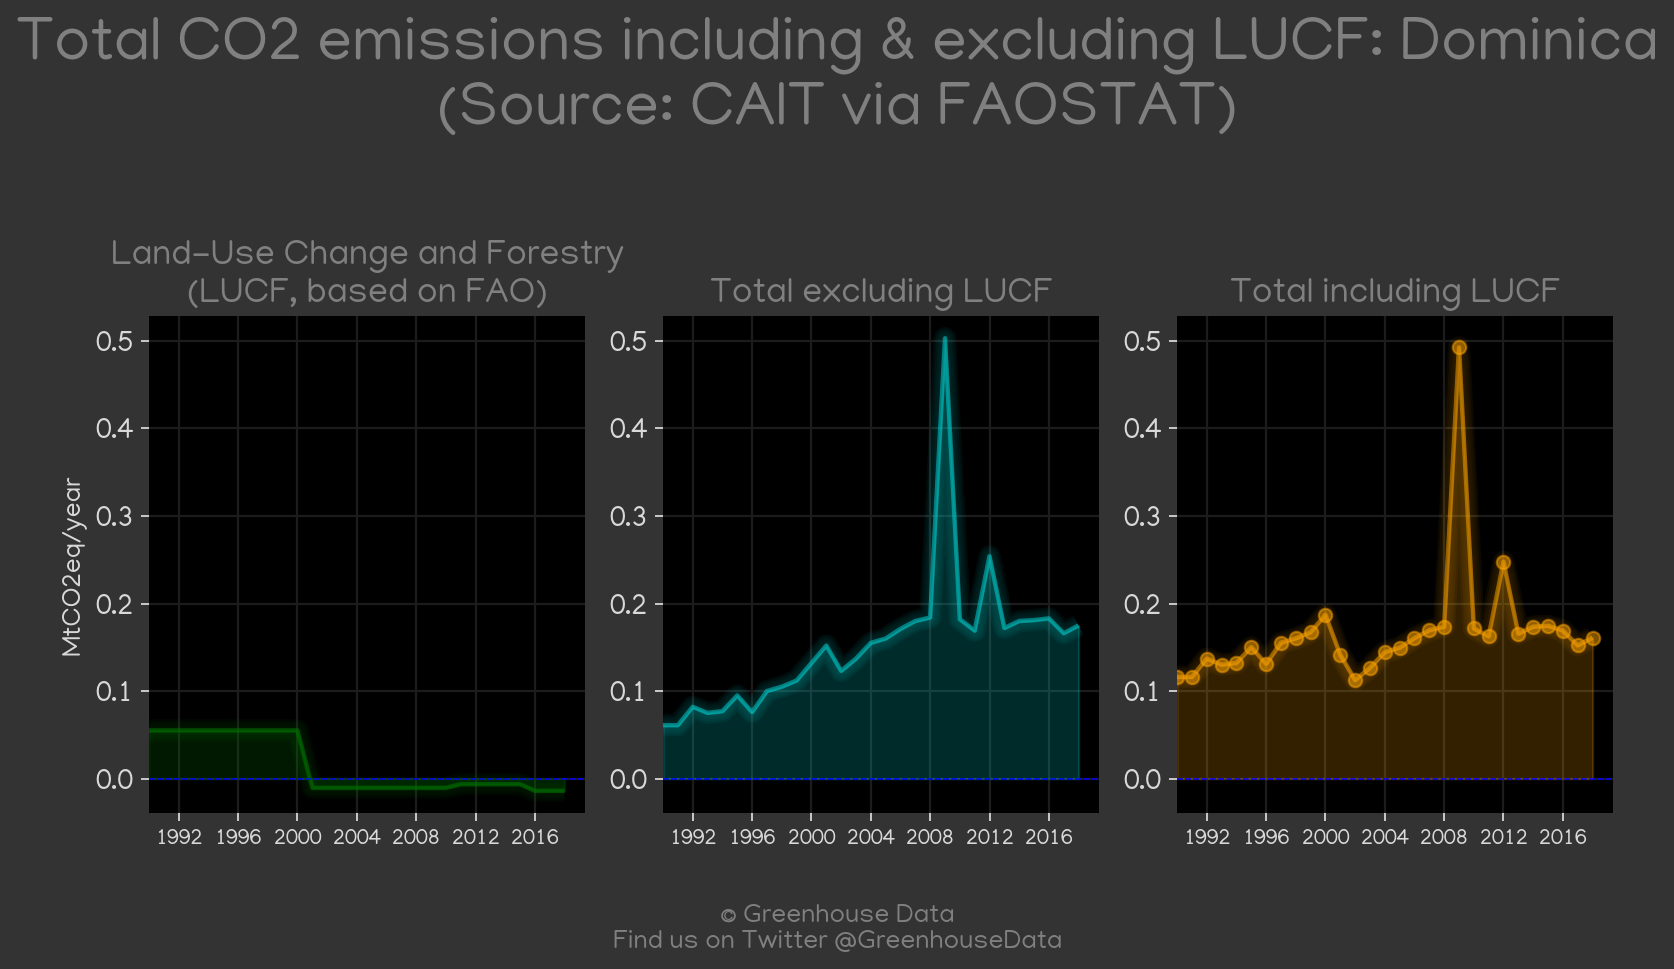 Total CO2 emissions including & excluding LUCF: Dominica
(Source: CAIT via FAOSTAT)
Land-Use Change and Forestry
(LUCF, based on FAO)
Total excluding LUCF
Total including LUCF
MtCO2eq/year
0.5
0.4
0.3
0.2
0.1
0.0
1992 1996 2000 2004 2008 2012 2016
0.5
0.4
0.3
0.2
0.1
0.0
1992 1996 2000 2004 2008 2012 2016
0.5
0.4
0.3
0.2
0.1
0.0
1992 1996 2000 2004 2008 2012 2016
© Greenhouse Data
Find us on Twitter @GreenhouseData